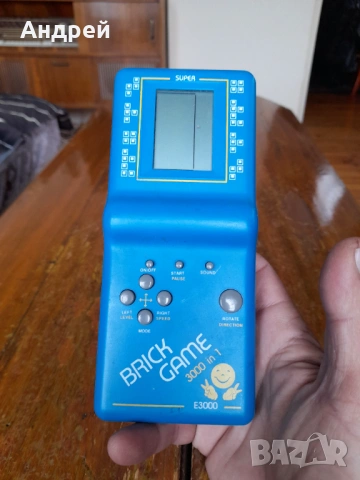 Андрей
SUPER
ON/OFF
START
PAUSE
SOUND
LEFT
LEVEL
RIGHT
SPEED
MODE
ROTATE
DIRECTION
BRICK
GAME
3000 in 1
E3000
BAZAR